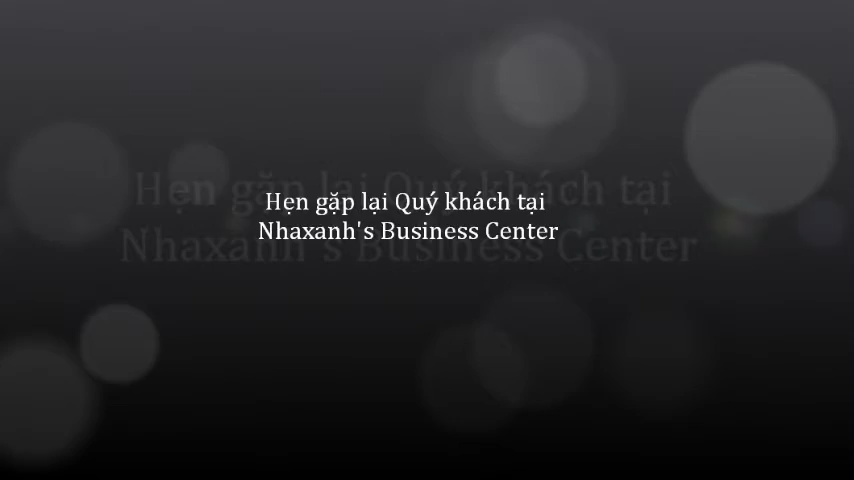 Hẹn gặp lại Quý khách tại
Nhaxanh's Business Center